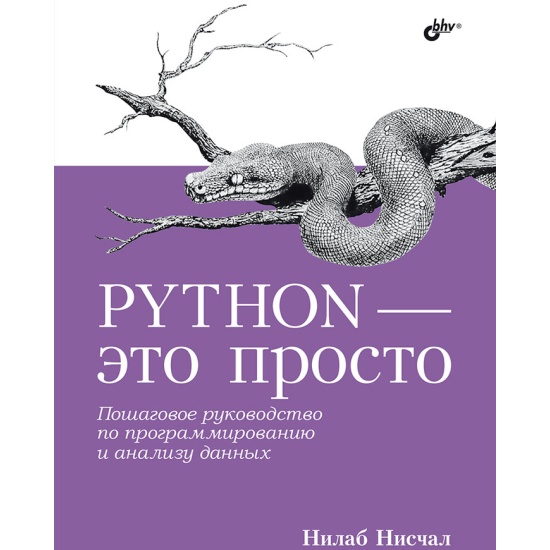 bhv®
PYTHON —
это просто
Пошаговое руководство
по программированию
и анализу данных
Нилаб Нисчал